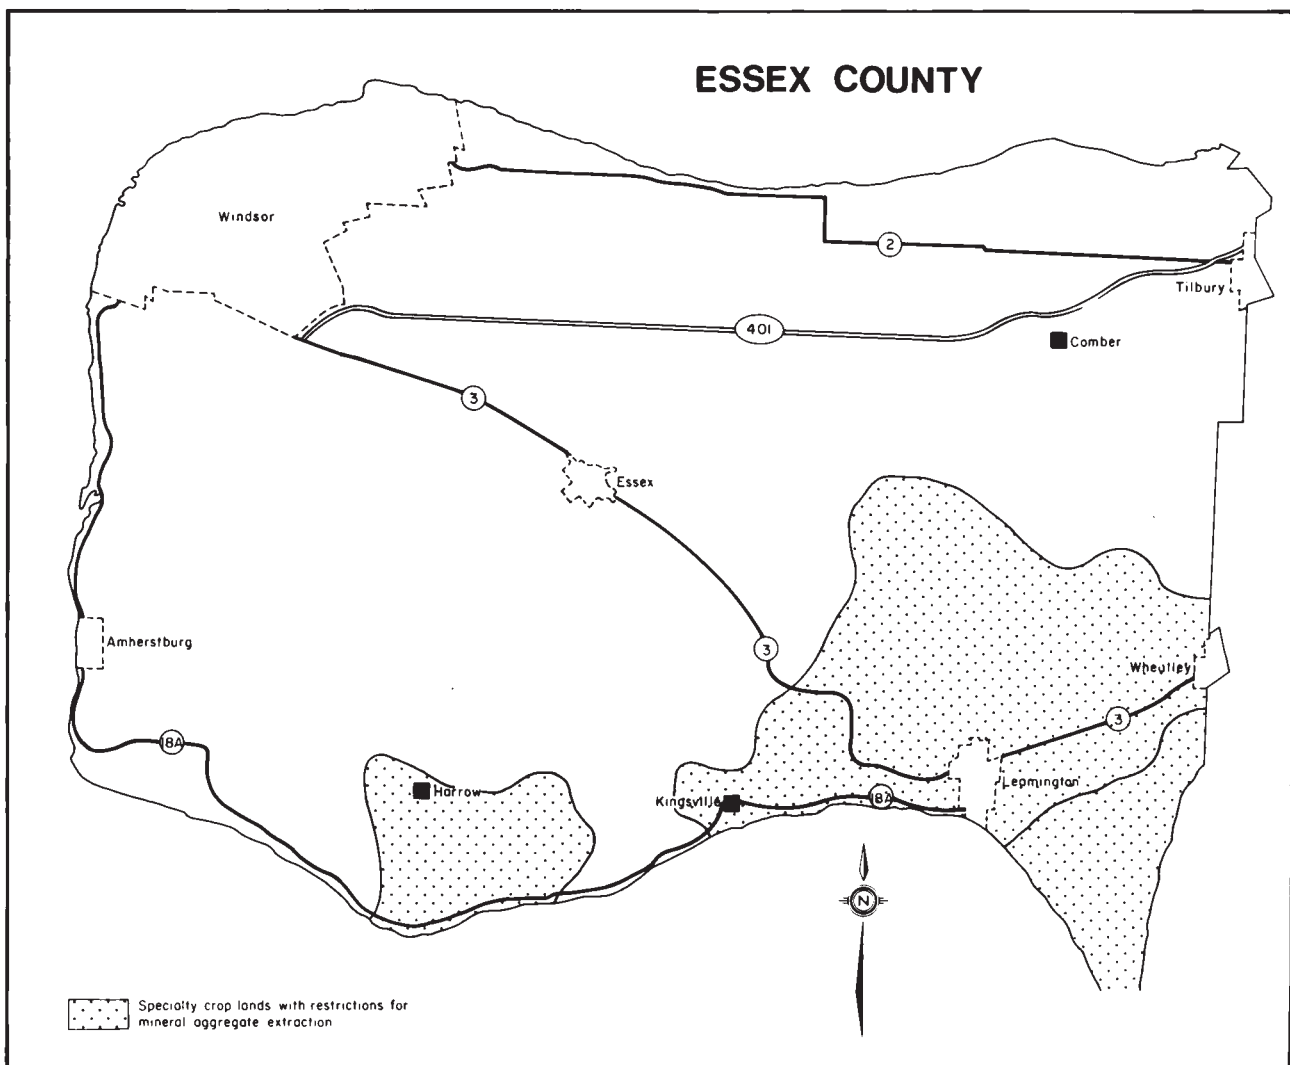 ESSEX COUNTY
Windsor
2
Tilbury
401
Comber
3
Essex
Amherstburg
3
Wheatley
3
18A
Leamington
Harrow
Kingsville
18A
N
Specialty crop lands with restrictions for
mineral aggregate extraction